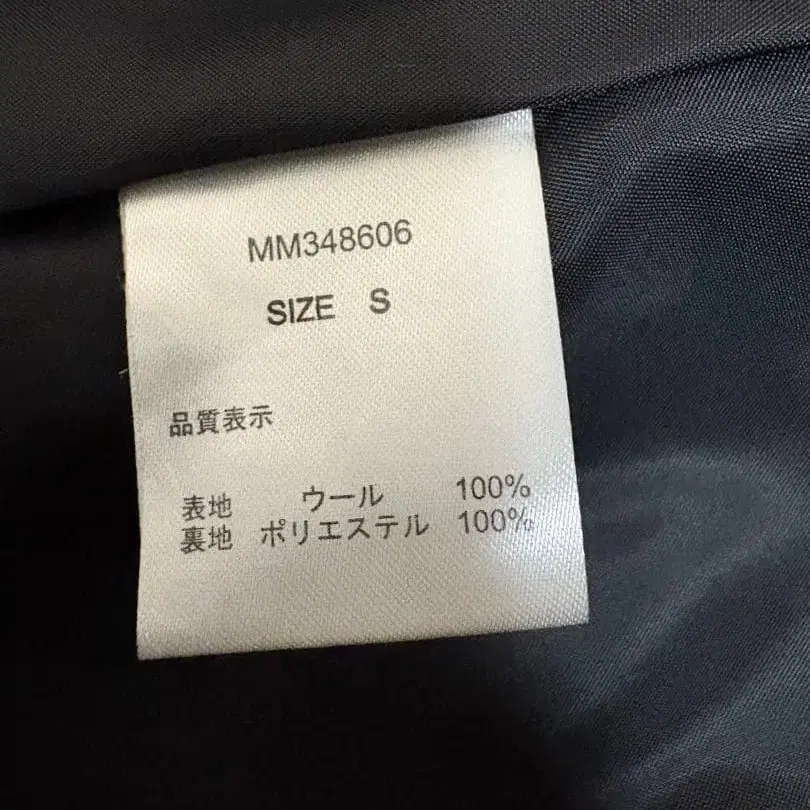 MM348606
SIZE S
品質表示
表地 ウール 100%
裏地 ポリエステル 100%